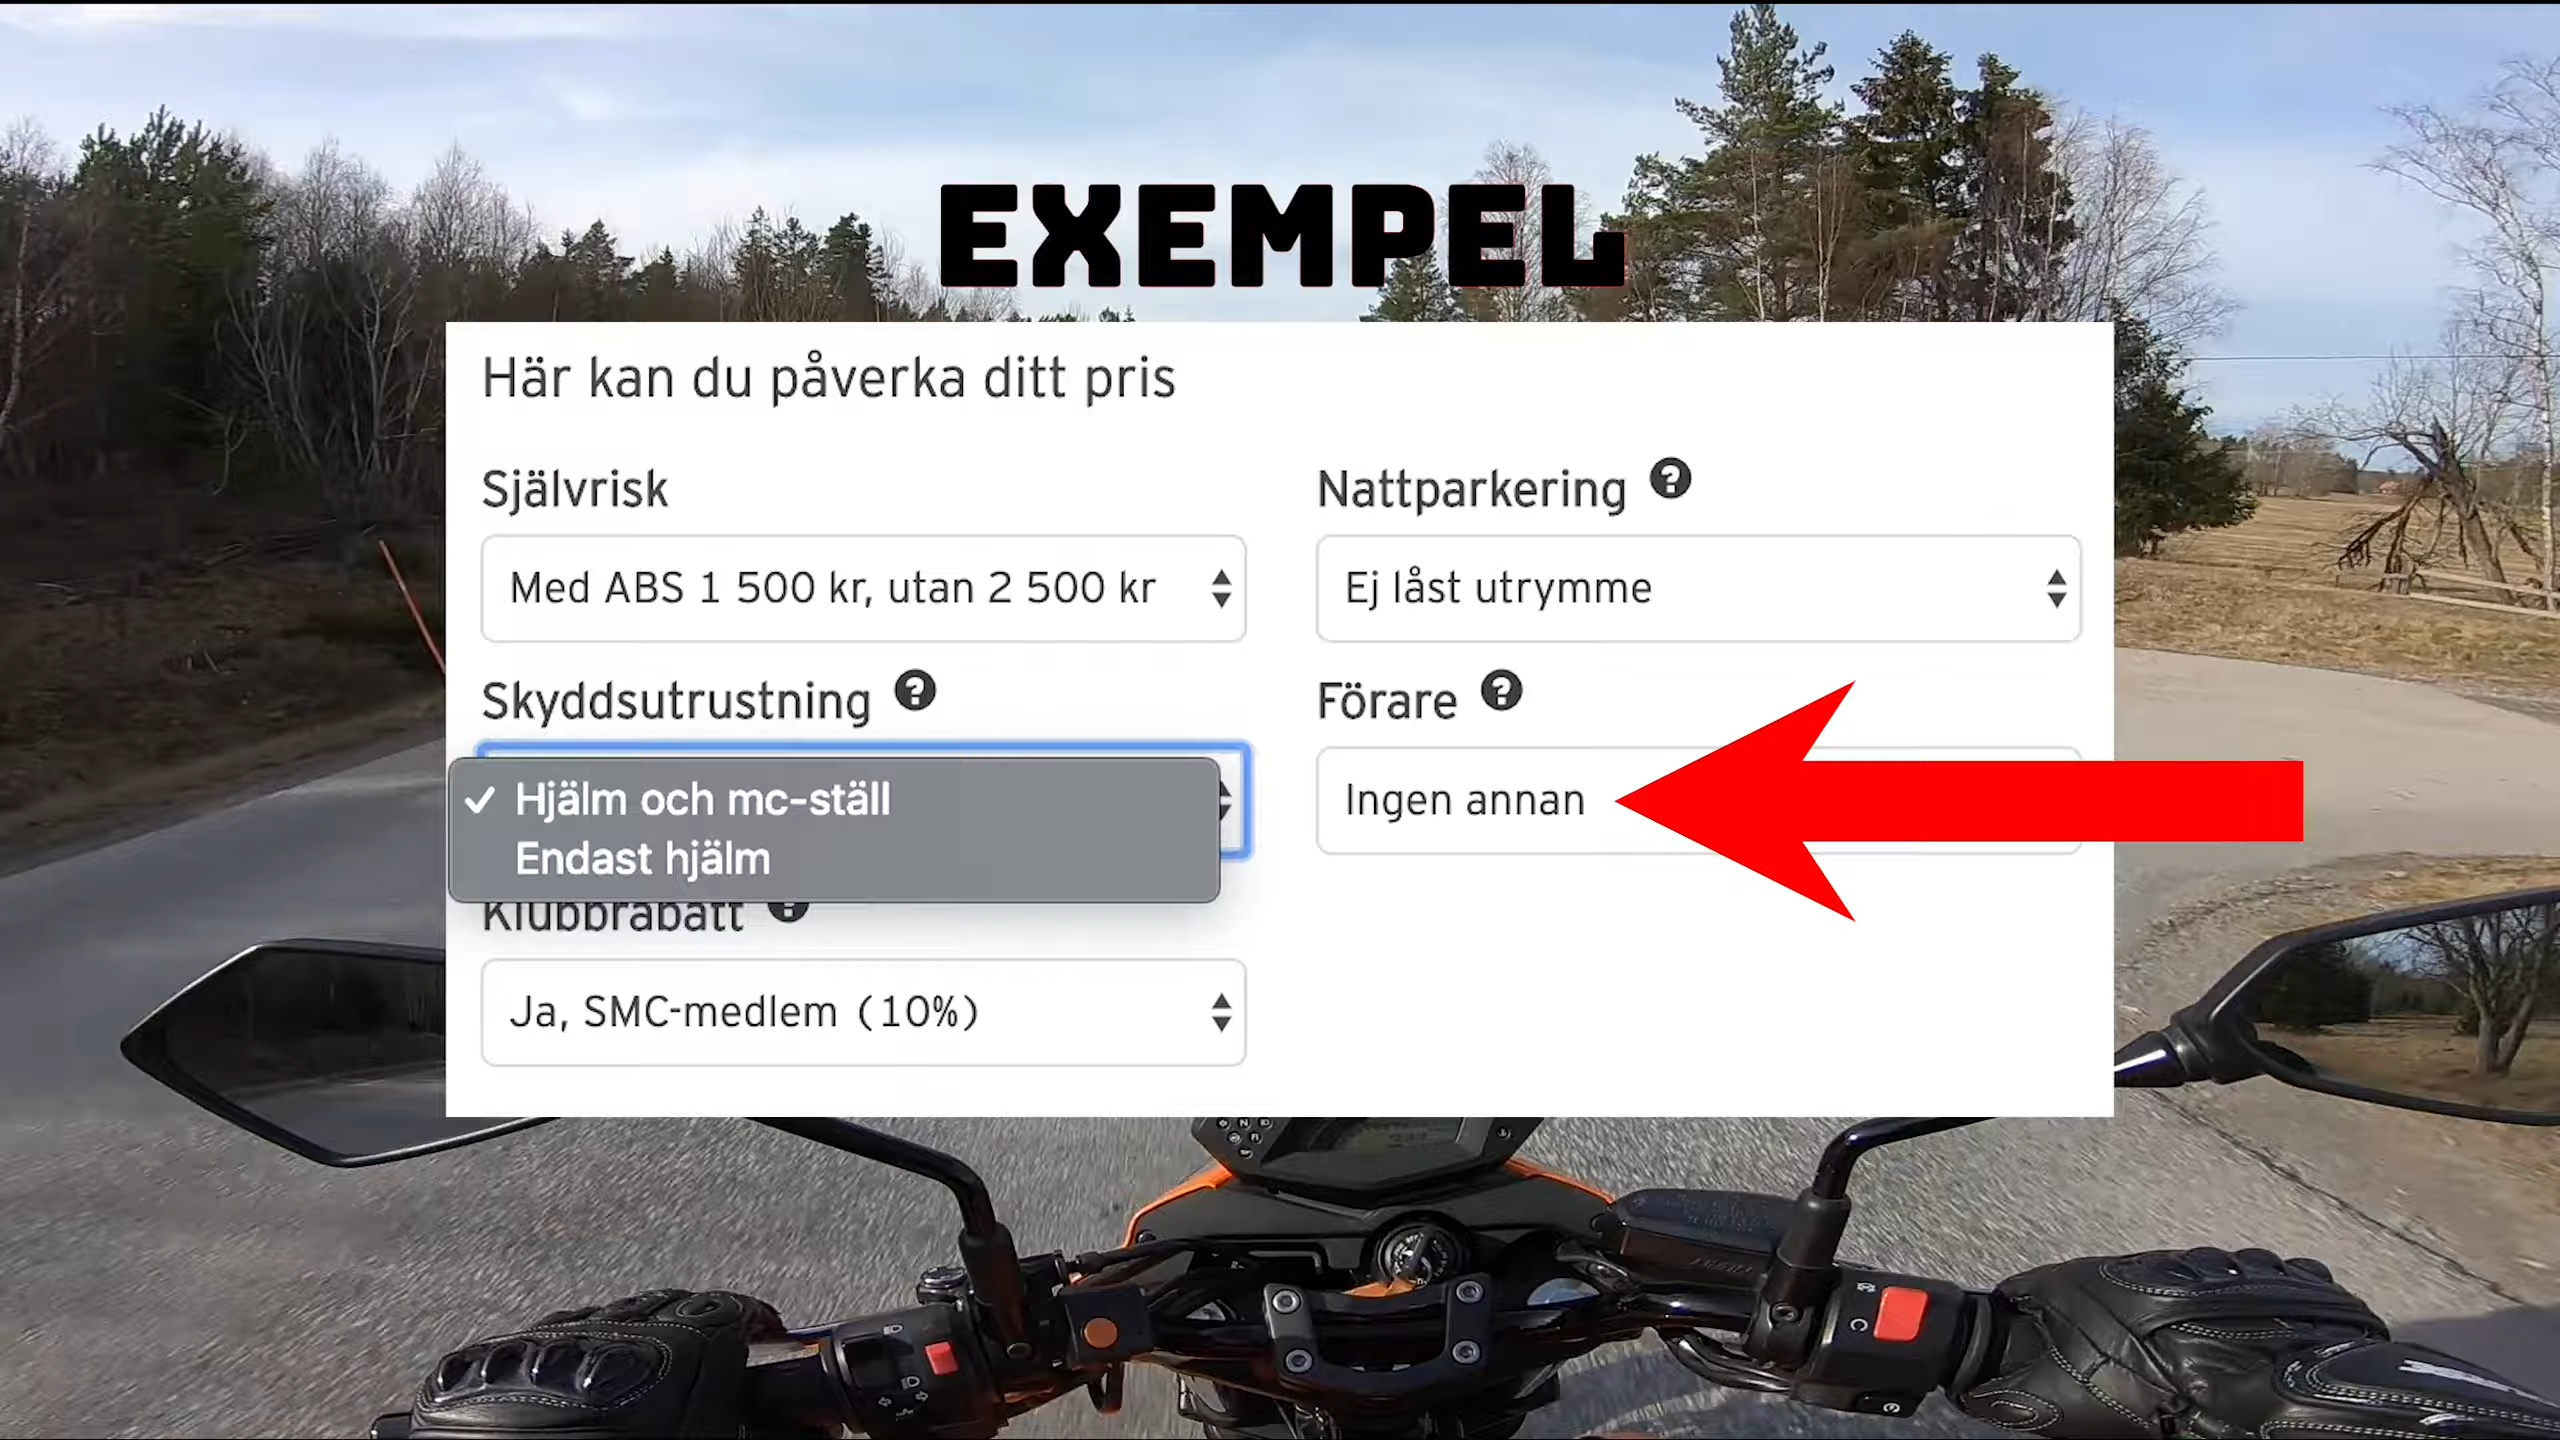 EXEMPEL
Här kan du påverka ditt pris
Självrisk
Nattparkering ?
Med ABS 1 500 kr, utan 2 500 kr
Ej låst utrymme
Skyddsutrustning ?
Förare ?
✓ Hjälm och mc-ställ
Ingen annan
Endast hjälm
Klubbrabatt ?
Ja, SMC-medlem (10%)